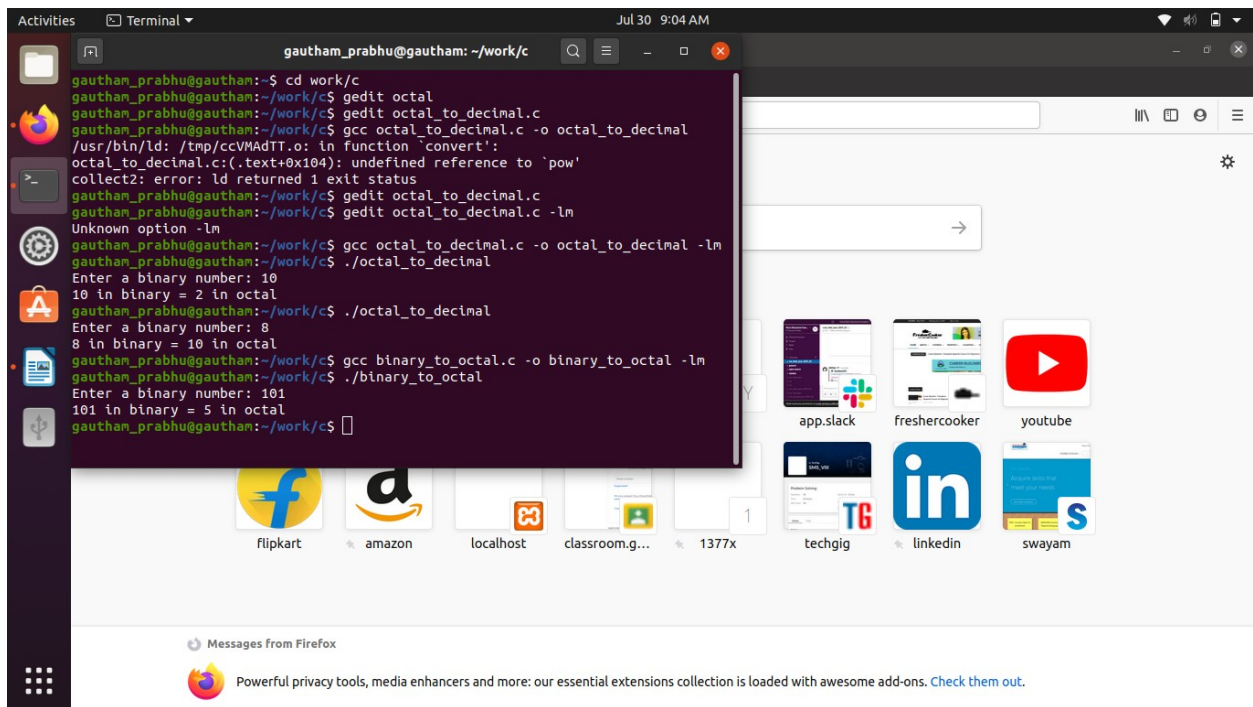 Activities
Terminal
Jul 30 9:04 AM
gautham_prabhu@gautham: ~/work/c
gautham_prabhu@gautham:~$ cd work/c
gautham_prabhu@gautham:~/work/c$ gedit octal
gautham_prabhu@gautham:~/work/c$ gedit octal_to_decimal.c
gautham_prabhu@gautham:~/work/c$ gcc octal_to_decimal.c -o octal_to_decimal
/usr/bin/ld: /tmp/ccVMAdTT.o: in function `convert':
octal_to_decimal.c:(.text+0x104): undefined reference to `pow'
collect2: error: ld returned 1 exit status
gautham_prabhu@gautham:~/work/c$ gedit octal_to_decimal.c
gautham_prabhu@gautham:~/work/c$ gedit octal_to_decimal.c -lm
Unknown option -lm
gautham_prabhu@gautham:~/work/c$ gcc octal_to_decimal.c -o octal_to_decimal -lm
gautham_prabhu@gautham:~/work/c$ ./octal_to_decimal
Enter a binary number: 10
10 in binary = 2 in octal
gautham_prabhu@gautham:~/work/c$ ./octal_to_decimal
Enter a binary number: 8
8 in binary = 10 in octal
gautham_prabhu@gautham:~/work/c$ gcc binary_to_octal.c -o binary_to_octal -lm
gautham_prabhu@gautham:~/work/c$ ./binary_to_octal
Enter a binary number: 101
101 in binary = 5 in octal
gautham_prabhu@gautham:~/work/c$
Y
app.slack
freshercooker
youtube
a
1
TG
in
S
flipkart
amazon
localhost
classroom.g...
1377x
techgig
linkedin
swayam
Messages from Firefox
Powerful privacy tools, media enhancers and more: our essential extensions collection is loaded with awesome add-ons. Check them out.